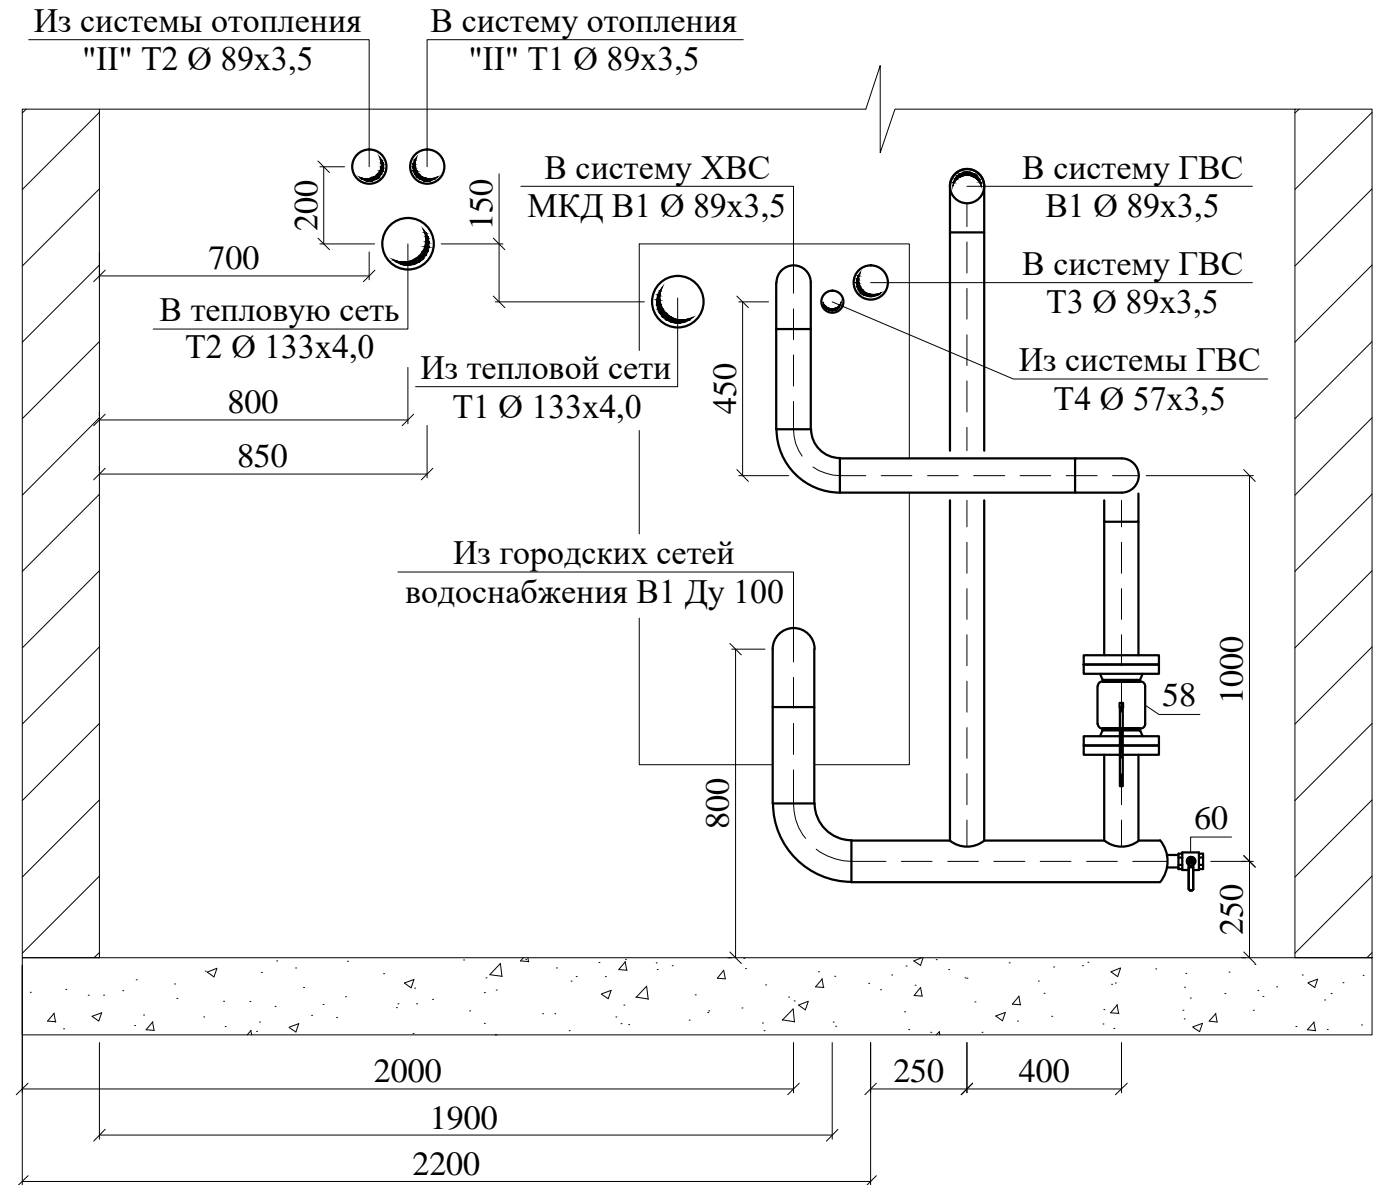 Из системы отопления
"II" Т2 Ø 89х3,5
В систему отопления
"II" Т1 Ø 89х3,5
200
150
700
В тепловую сеть
Т2 Ø 133х4,0
800
850
В систему ХВС
МКД В1 Ø 89х3,5
Из тепловой сети
Т1 Ø 133х4,0
450
В систему ГВС
В1 Ø 89х3,5
В систему ГВС
Т3 Ø 89х3,5
Из системы ГВС
Т4 Ø 57х3,5
Из городских сетей
водоснабжения В1 Ду 100
800
58
1000
60
250
2000
250
400
1900
2200